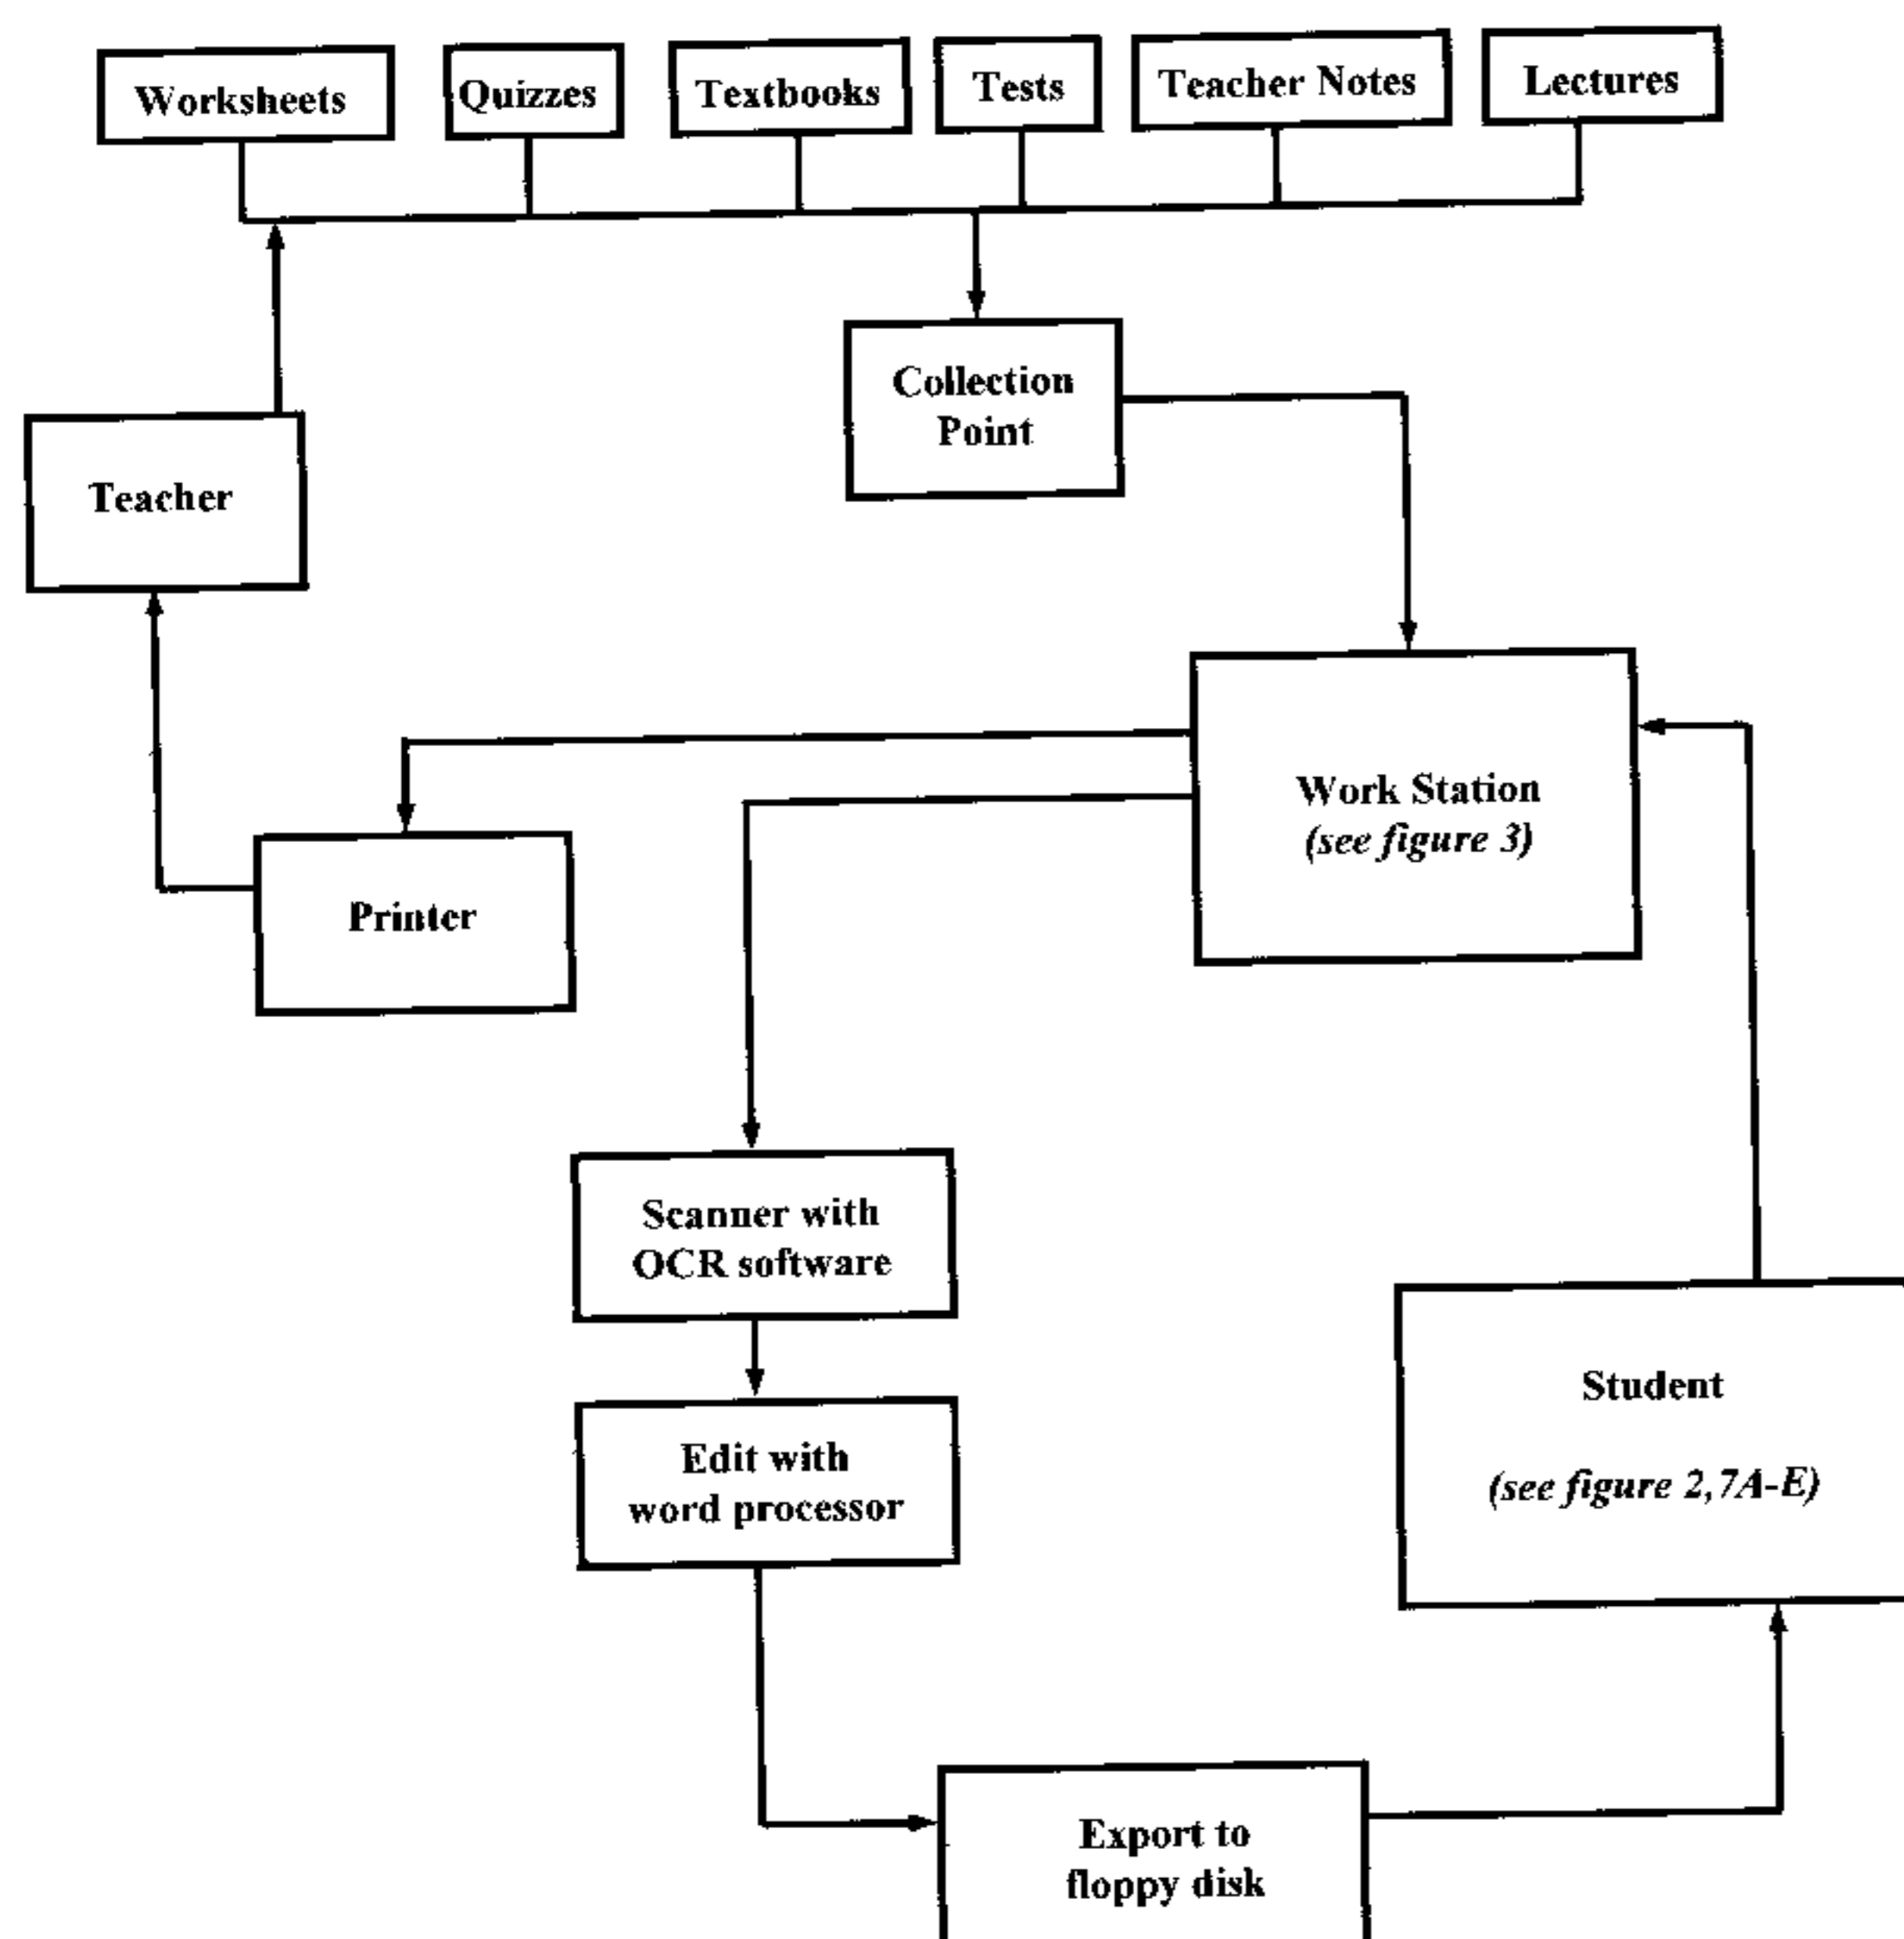 Worksheets
Quizzes
Textbooks
Tests
Teacher Notes
Lectures
Collection
Point
Teacher
Work Station
(see figure 3)
Printer
Scanner with
OCR software
Student
(see figure 2,7A-E)
Edit with
word processor
Export to
floppy disk